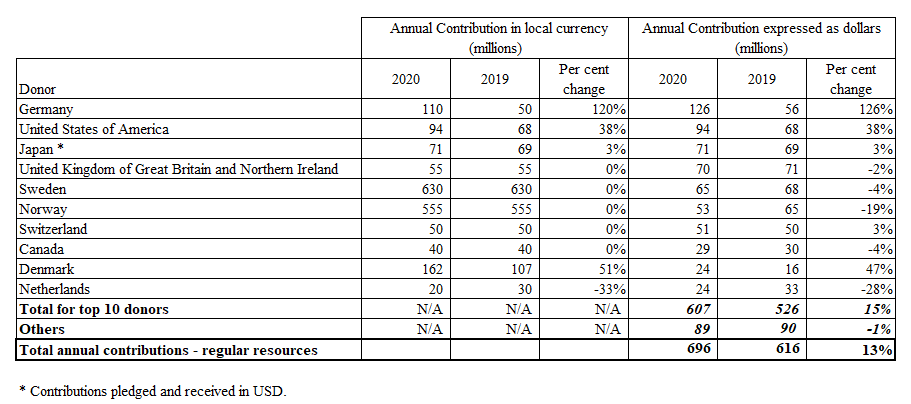 Annual Contribution in local currency (millions) Annual Contribution expressed as dollars (millions)
Donor 2020 2019 Per cent change 2020 2019 Per cent change
Germany 110 50 120% 126 56 126%
United States of America 94 68 38% 94 68 38%
Japan * 71 69 3% 71 69 3%
United Kingdom of Great Britain and Northern Ireland 55 55 0% 70 71 -2%
Sweden 630 630 0% 65 68 -4%
Norway 555 555 0% 53 65 -19%
Switzerland 50 50 0% 51 50 3%
Canada 40 40 0% 29 30 -4%
Denmark 162 107 51% 24 16 47%
Netherlands 20 30 -33% 24 33 -28%
Total for top 10 donors N/A N/A N/A 607 526 15%
Others N/A N/A N/A 89 90 -1%
Total annual contributions - regular resources 696 616 13%
* Contributions pledged and received in USD.